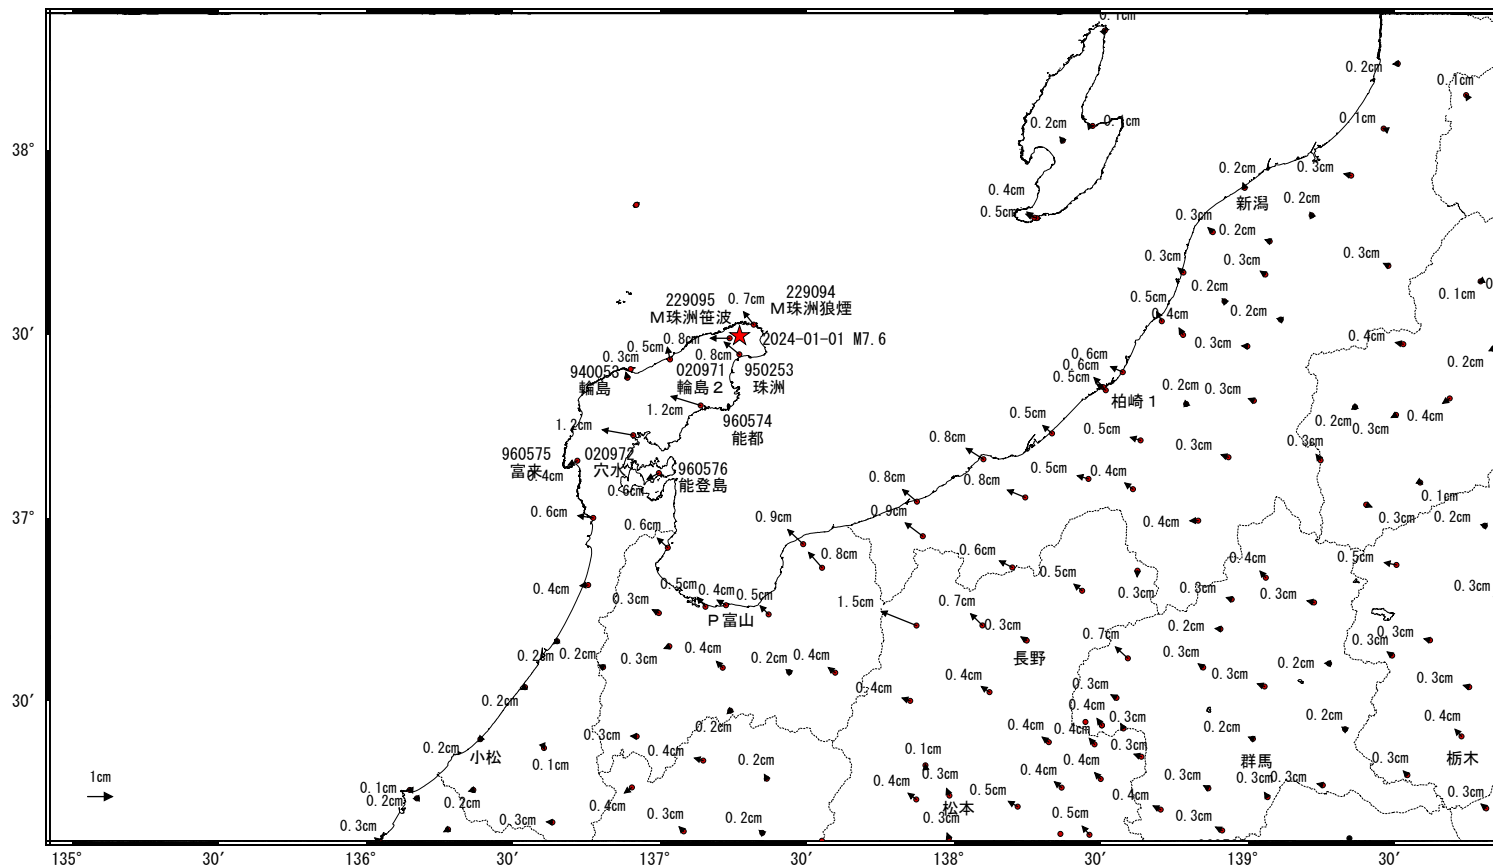 0.1cm
0.2cm
0.1cm
0.1cm
0.2cm
0.1cm
38°
0.2cm
0.3cm
0.4cm
0.2cm
新潟
0.5cm
0.3cm
0.2cm
0.3cm
0.3cm
0.3cm
0.2cm
0.1cm
229095
Ｍ珠洲笹波
0.7cm
229094
Ｍ珠洲狼煙
0.5cm
0.4cm
0.2cm
30′
0.8cm
2024-01-01 M7.6
0.5cm
0.3cm
0.8cm
0.3cm
0.4cm
0.2cm
940053
輪島
020971
輪島２
950253
珠洲
0.6cm
0.6cm
0.5cm
柏崎１
0.2cm
0.3cm
0.4cm
1.2cm
960574
能都
0.5cm
0.5cm
0.2cm
0.3cm
1.2cm
0.8cm
0.3cm
0.3cm
960575
富来
020972
穴水
960576
能登島
0.4cm
0.6cm
0.8cm
0.8cm
0.5cm
0.4cm
0.1cm
37°
0.6cm
0.6cm
0.9cm
0.9cm
0.4cm
0.3cm
0.2cm
0.8cm
0.6cm
0.5cm
0.4cm
0.5cm
0.4cm
0.3cm
0.5cm
0.4cm
0.5cm
Ｐ富山
1.5cm
0.7cm
0.3cm
0.3cm
0.3cm
0.3cm
0.3cm
長野
0.7cm
0.2cm
0.3cm
0.3cm
0.2cm
0.2cm
0.3cm
0.4cm
0.2cm
0.4cm
0.3cm
0.3cm
0.2cm
30′
0.2cm
0.4cm
0.4cm
0.3cm
0.3cm
0.2cm
小松
0.3cm
0.2cm
0.4cm
0.4cm
0.4cm
0.3cm
0.2cm
0.2cm
0.4cm
0.1cm
0.4cm
0.2cm
0.1cm
0.3cm
0.4cm
0.3cm
群馬
栃木
1cm
0.1cm
0.2cm
0.2cm
0.4cm
0.4cm
0.3cm
松本
0.5cm
0.4cm
0.4cm
0.3cm
0.3cm
0.3cm
0.3cm
0.3cm
0.3cm
0.3cm
0.2cm
0.3cm
0.5cm
0.3cm
135°
30′
136°
30′
137°
30′
138°
30′
139°
30′